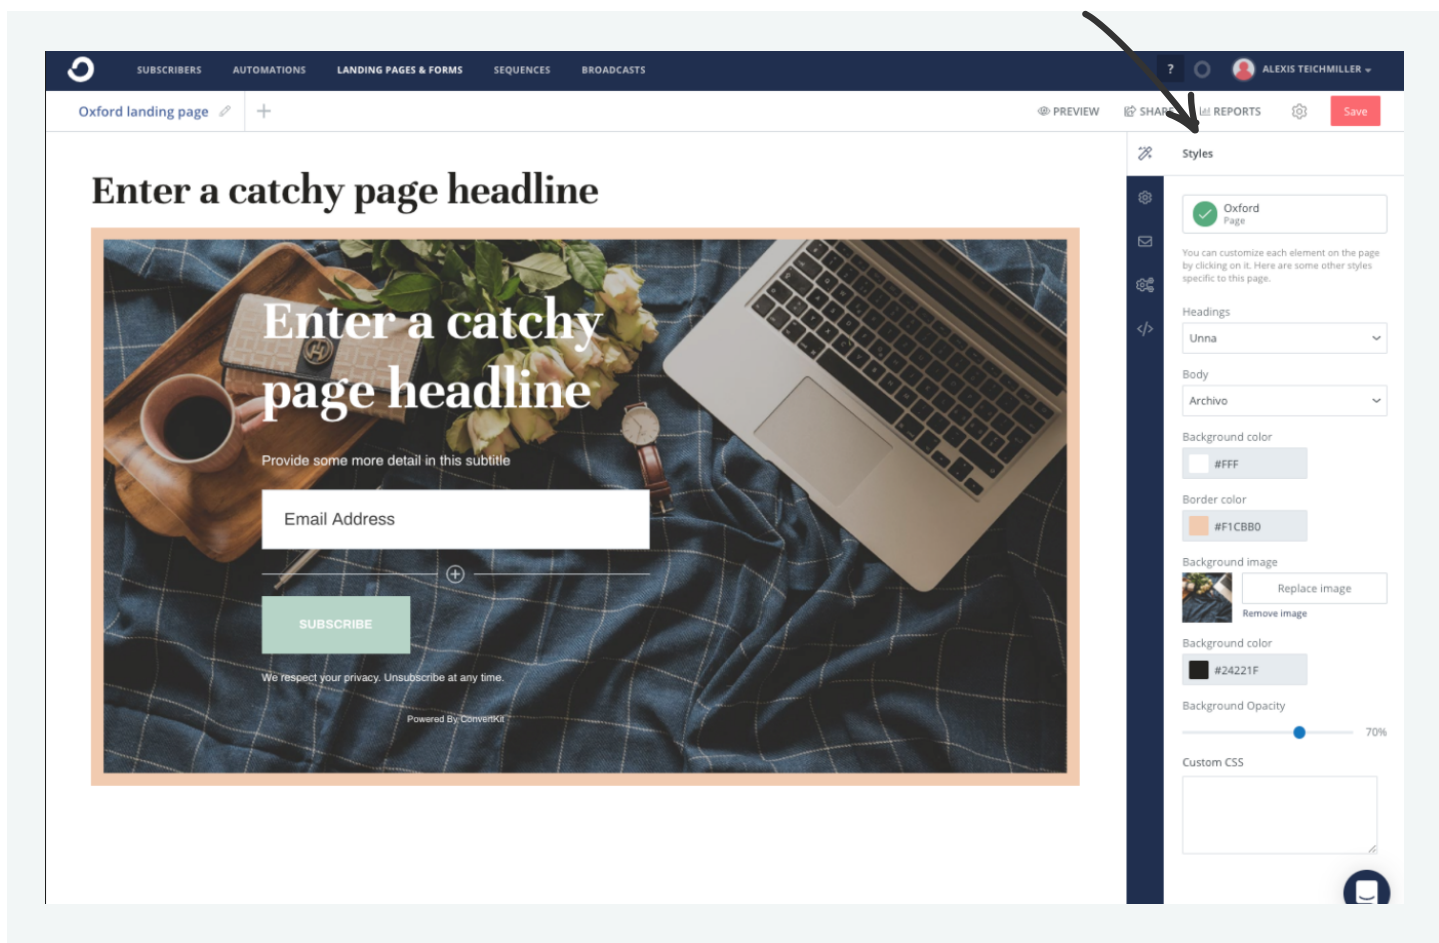 SUBSCRIBERS AUTOMATIONS LANDING PAGES & FORMS SEQUENCES BROADCASTS ? ALEXIS TEICHMILLER
Oxford landing page PREVIEW SHARE REPORTS Save
Styles
Enter a catchy page headline
Enter a catchy
page headline
Provide some more detail in this subtitle
Email Address
SUBSCRIBE
We respect your privacy. Unsubscribe at any time.
Powered By ConvertKit
Oxford
Page
You can customize each element on the page
by clicking on it. Here are some other styles
specific to this page.
Headings
Unna
Body
Archivo
Background color
#FFF
Border color
#F1CBB0
Background image
Replace image
Remove image
Background color
#24221F
Background Opacity
70%
Custom CSS